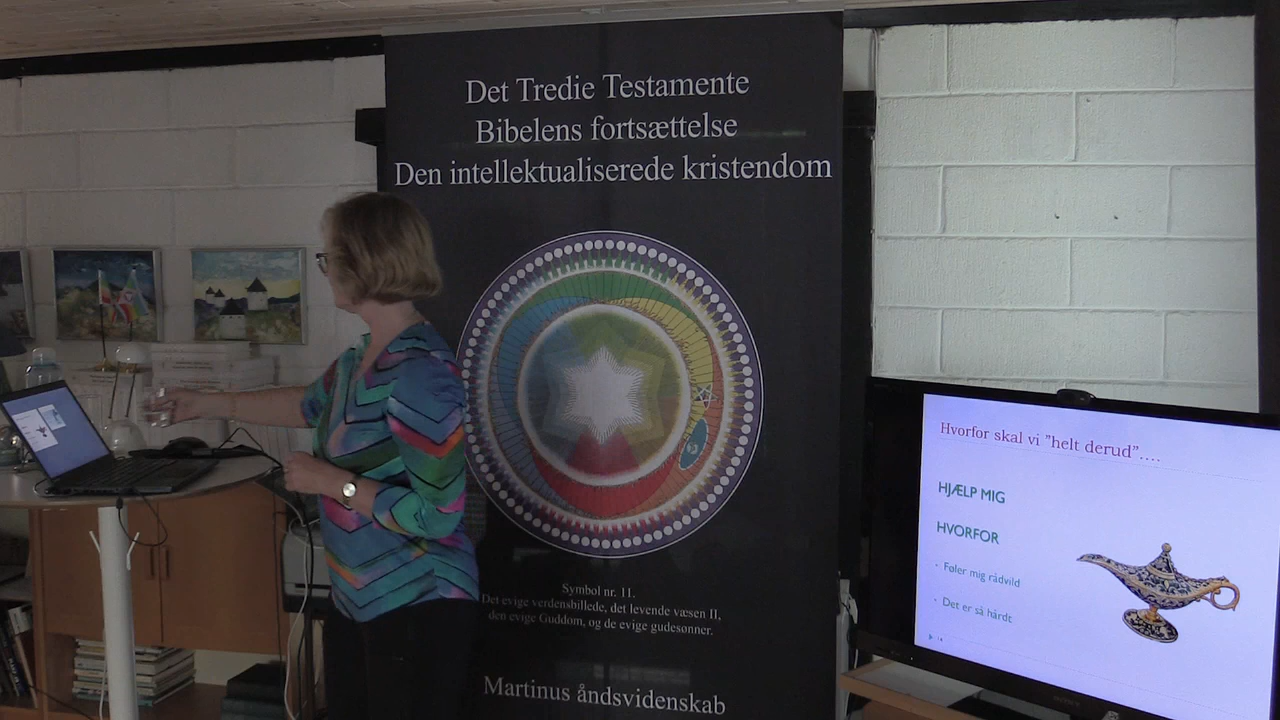 Det Tredie Testamente
Bibelens fortsættelse
Den intellektualiserede kristendom
Symbol nr. 11.
Det evige verdensbillede, det levende væsen II,
den evige Guddom, og de evige gudesønner.
Martinus åndsvidenskab
Hvorfor skal vi ”helt derud”....
HJÆLP MIG
HVORFOR
• Føler mig rådvild
• Det er så hårdt